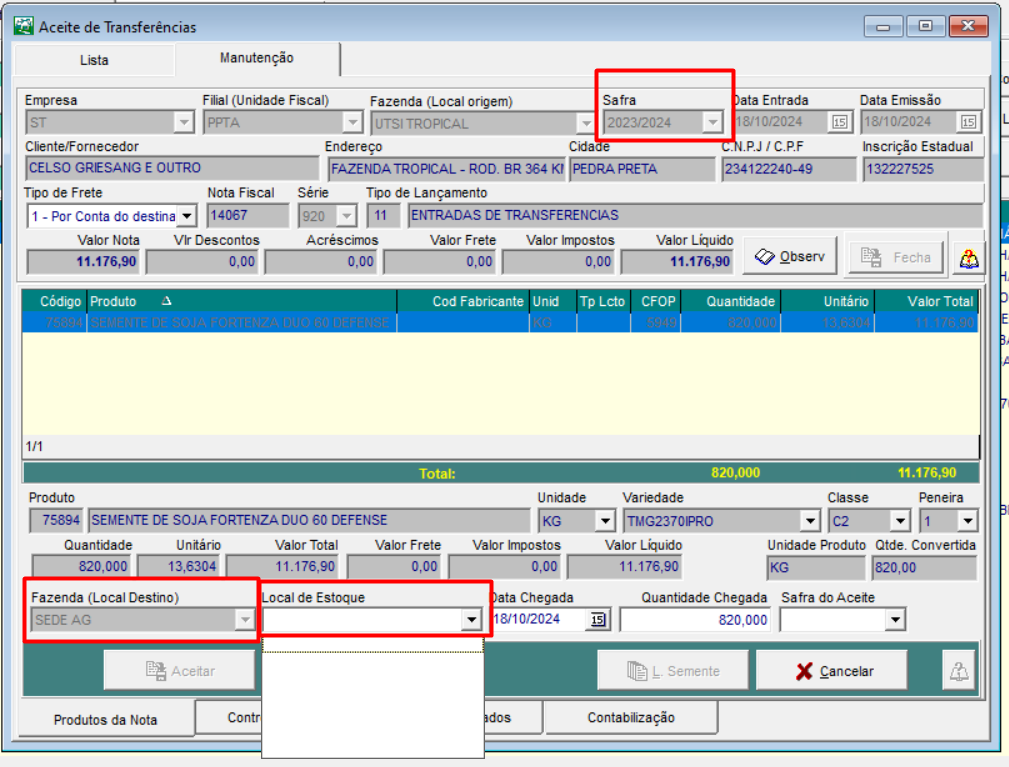 Aceite de Transferências
Lista Manutenção
Empresa Filial (Unidade Fiscal) Fazenda (Local origem) Safra Data Entrada Data Emissão
ST PPTA UTSI TROPICAL 2023/2024 18/10/2024 15 18/10/2024 15
Cliente/Fornecedor Endereço Cidade C.N.P.J / C.P.F Inscrição Estadual
CELSO GRIESANG E OUTRO FAZENDA TROPICAL - ROD. BR 364 KM PEDRA PRETA 234122240-49 132227525
Tipo de Frete Nota Fiscal Série Tipo de Lançamento
1 - Por Conta do destina 14067 920 11 ENTRADAS DE TRANSFERENCIAS
Valor Nota Vlr Descontos Acréscimos Valor Frete Valor Impostos Valor Líquido
11.176,90 0,00 0,00 0,00 0,00 11.176,90 Observ Fecha
Código Produto Cod Fabricante Unid Tp Lcto CFOP Quantidade Unitário Valor Total
75894 SEMENTE DE SOJA FORTENZA DUO 60 DEFENSE KG 5949 820,000 13,6304 11.176,90
1/1
Total: 820,000 11.176,90
Produto Unidade Variedade Classe Peneira
75894 SEMENTE DE SOJA FORTENZA DUO 60 DEFENSE KG TMG2370IPRO C2 1
Quantidade Unitário Valor Total Valor Frete Valor Impostos Valor Líquido Unidade Produto Qtde. Convertida
820,000 13,6304 11.176,90 0,00 0,00 11.176,90 KG 820,00
Fazenda (Local Destino) Local de Estoque Data Chegada Quantidade Chegada Safra do Aceite
SEDE AG 18/10/2024 15 820,000
Aceitar L. Semente Cancelar
Produtos da Nota Contr ados Contabilização